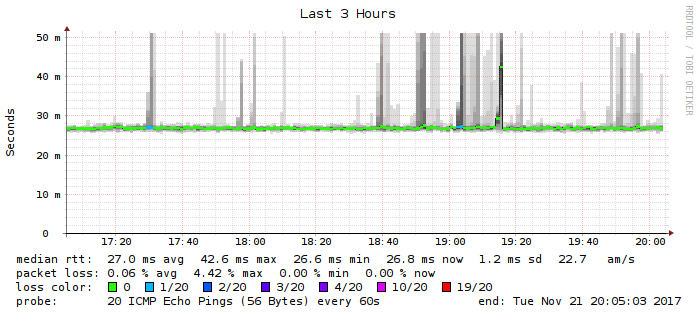 Last 3 Hours
RRDTOOL / TOBI OETIKER
Seconds
50 m
40 m
30 m
20 m
10 m
0
17:20 17:40 18:00 18:20 18:40 19:00 19:20 19:40 20:00
median rtt: 27.0 ms avg 42.6 ms max 26.6 ms min 26.8 ms now 1.2 ms sd 22.7 am/s
packet loss: 0.06 % avg 4.42 % max 0.00 % min 0.00 % now
loss color: 0 1/20 2/20 3/20 4/20 10/20 19/20
probe: 20 ICMP Echo Pings (56 Bytes) every 60s end: Tue Nov 21 20:05:03 2017